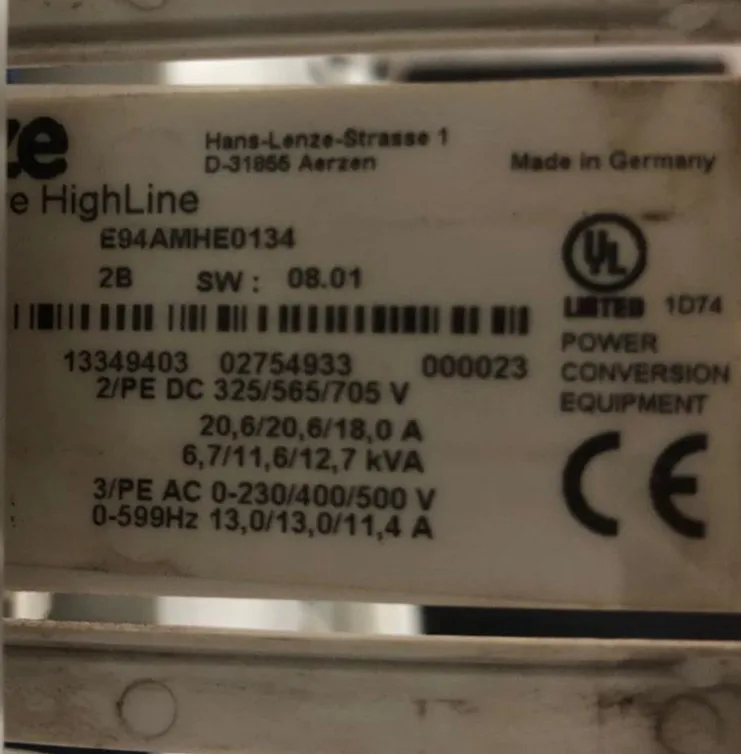 ze
Hans-Lenze-Strasse 1
D-31855 Aerzen
Made in Germany
e HighLine
E94AMHE0134
2B SW : 08.01
UL
LISTED 1D74
13349403 02754933 000023
POWER
CONVERSION
EQUIPMENT
2/PE DC 325/565/705 V
20,6/20,6/18,0 A
6,7/11,6/12,7 kVA
3/PE AC 0-230/400/500 V
0-599Hz 13,0/13,0/11,4 A
CE